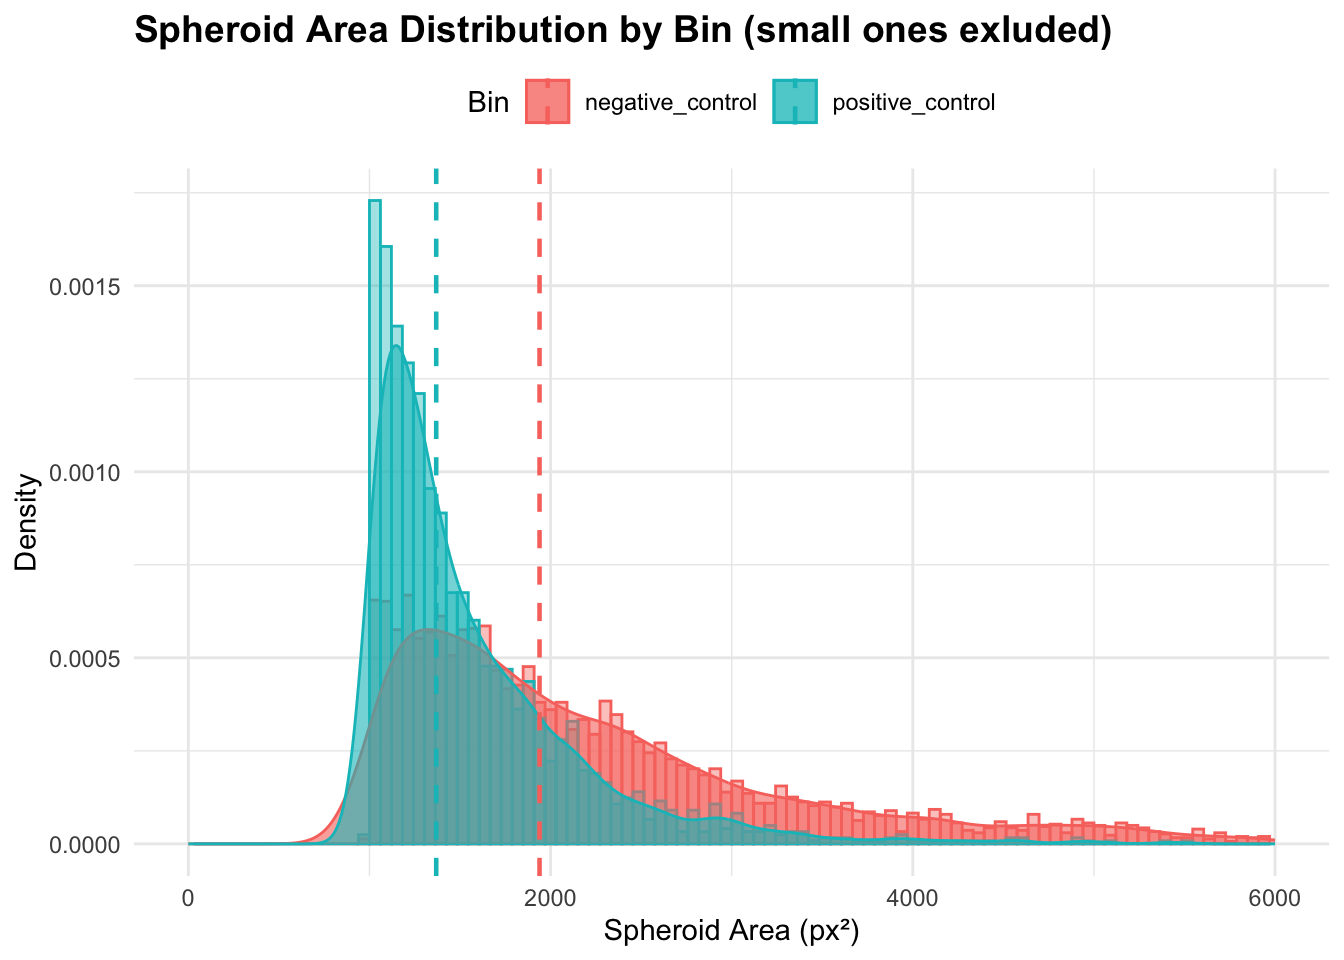 Spheroid Area Distribution by Bin (small ones exluded)
Bin negative_control positive_control
0.0015
0.0010
0.0005
0.0000
Density
0 2000 4000 6000
Spheroid Area (px²)